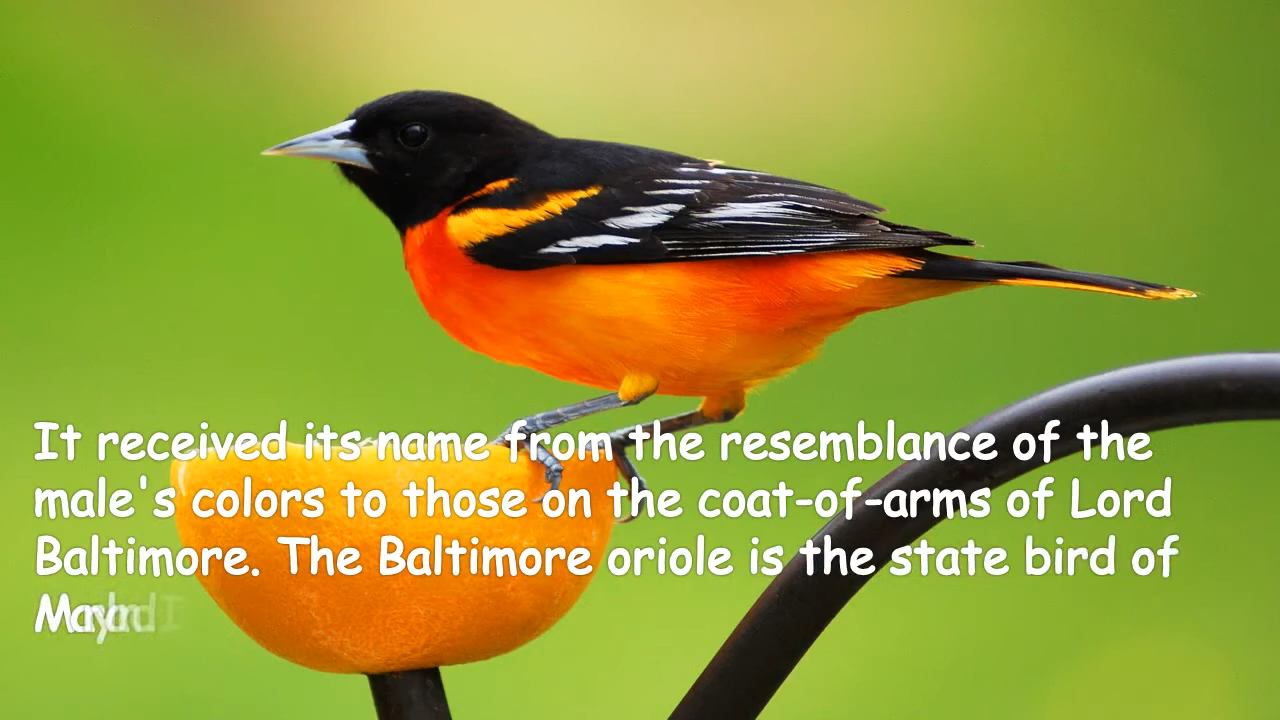 It received its name from the resemblance of the
male's colors to those on the coat-of-arms of Lord
Baltimore. The Baltimore oriole is the state bird of